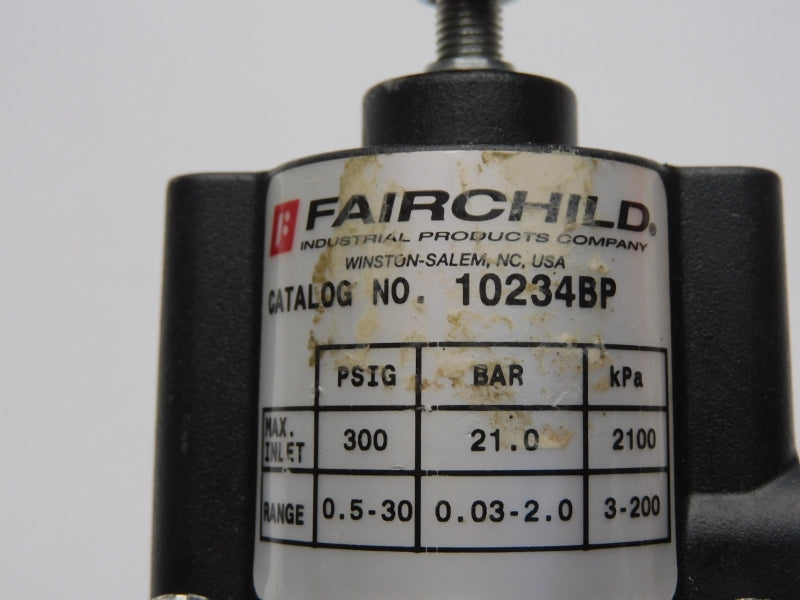 FAIRCHILD®
INDUSTRIAL PRODUCTS COMPANY
WINSTON-SALEM, NC, USA
CATALOG NO. 10234BP
PSIG BAR kPa
MAX. INLET 300 21.0 2100
RANGE 0.5-30 0.03-2.0 3-200